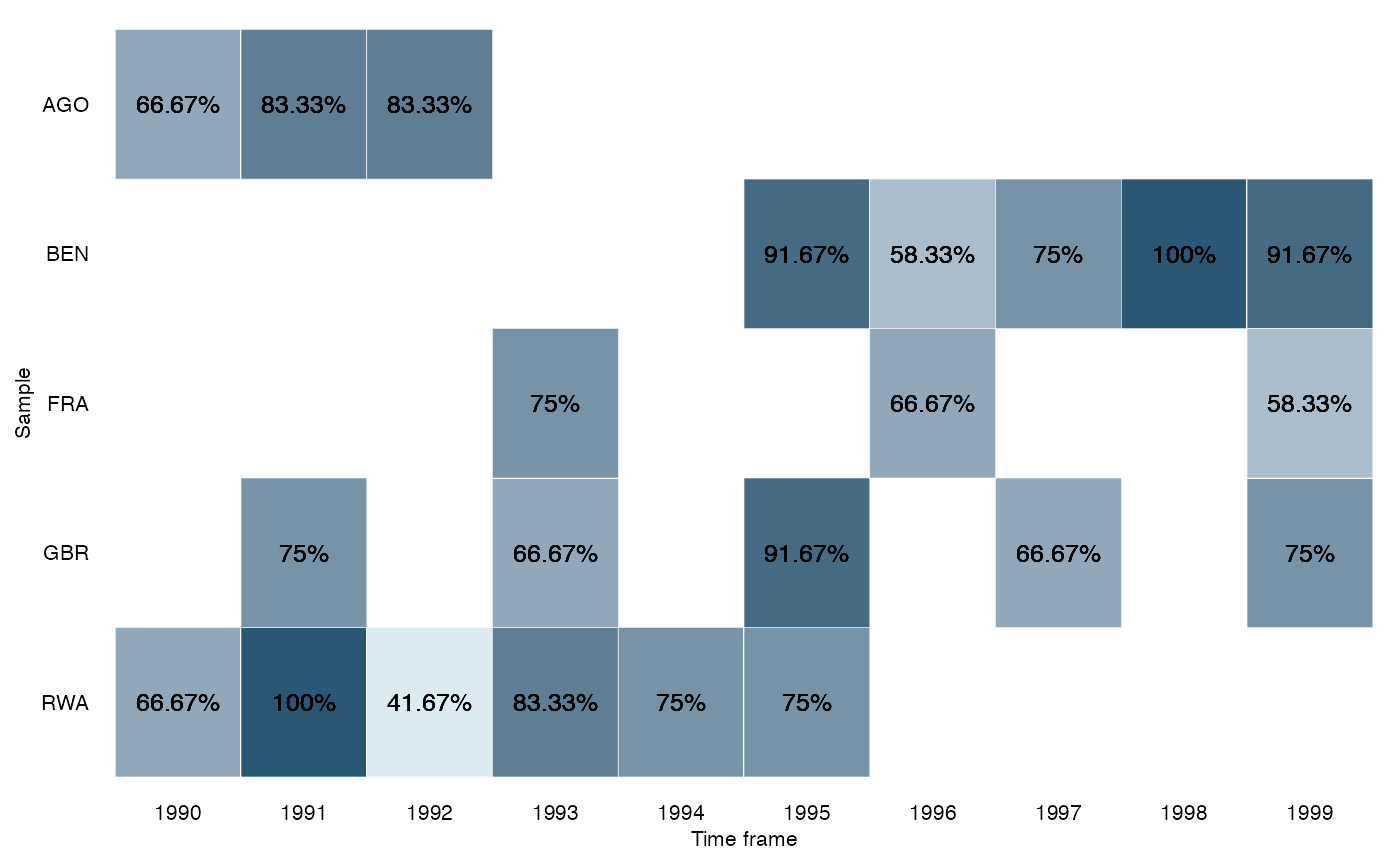 AGO 66.67% 83.33% 83.33%
BEN 91.67% 58.33% 75% 100% 91.67%
Sample
FRA 75% 66.67% 58.33%
GBR 75% 66.67% 91.67% 66.67% 75%
RWA 66.67% 100% 41.67% 83.33% 75% 75%
1990 1991 1992 1993 1994 1995 1996 1997 1998 1999
Time frame